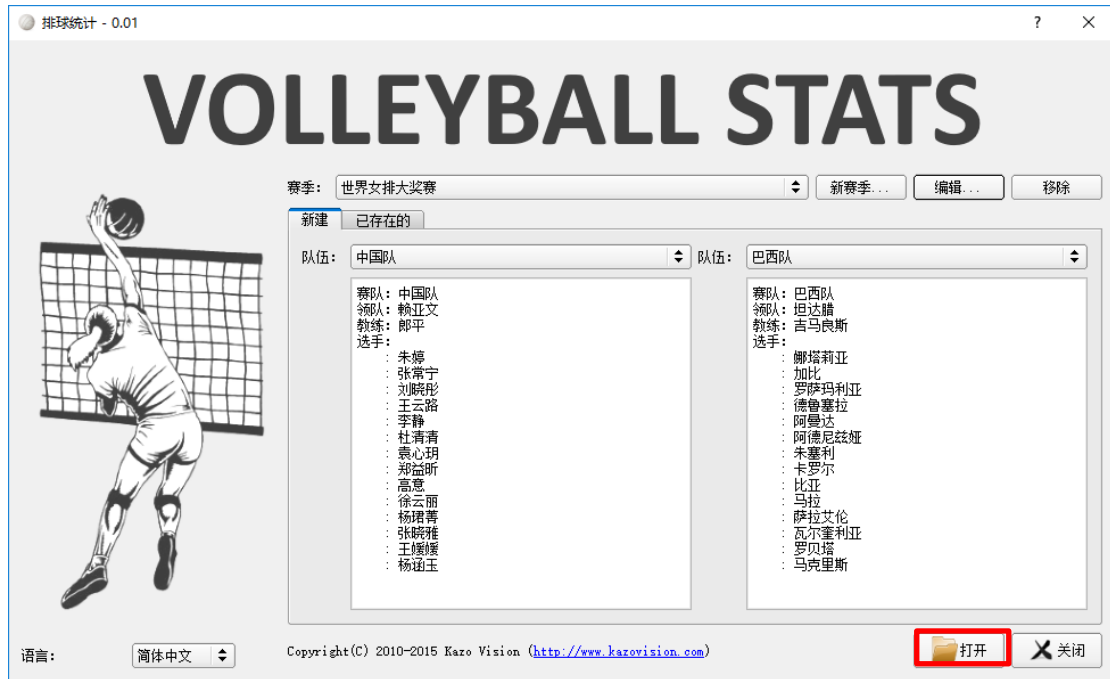 排球统计 - 0.01
?
VOLLEYBALL STATS
赛季: 世界女排大奖赛 新赛季... 编辑... 移除
新建 已存在的
队伍: 中国队 队伍: 巴西队
赛队: 中国队
领队: 赖亚文
教练: 郎平
选手:
: 朱婷
: 张常宁
: 刘晓彤
: 王云蕗
: 李静
: 杜清清
: 袁心玥
: 郑益昕
: 高意
: 徐云丽
: 杨珺菁
: 张晓雅
: 王媛媛
: 杨涵玉
赛队: 巴西队
领队: 坦达腊
教练: 吉马良斯
选手:
: 娜塔莉亚
: 加比
: 罗萨玛利亚
: 德鲁塞拉
: 阿曼达
: 阿德尼兹娅
: 朱塞利
: 卡罗尔
: 比亚
: 马拉
: 萨拉艾伦
: 瓦尔奎利亚
: 罗贝塔
: 马克里斯
语言: 简体中文 Copyright(C) 2010-2015 Kazo Vision (http://www.kazovision.com) 打开 关闭